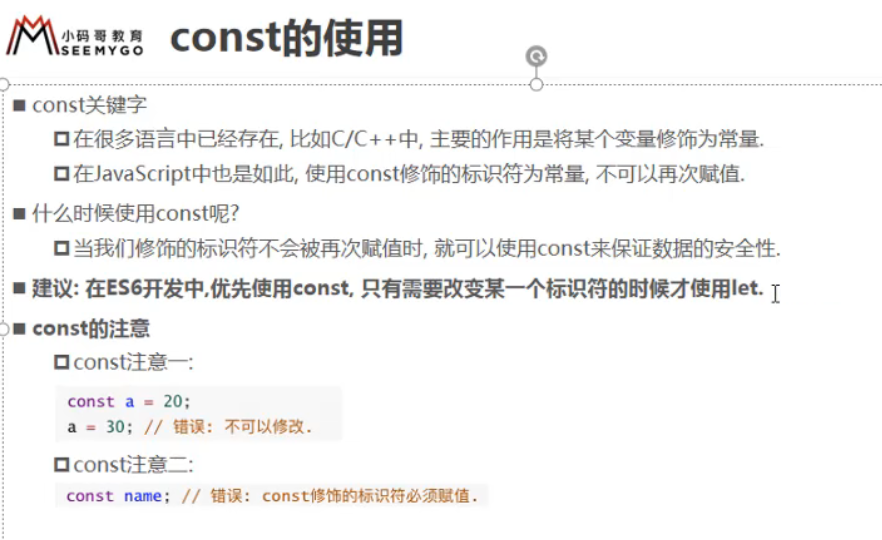 小码哥教育
SEEMYGO
const的使用
const关键字
在很多语言中已经存在, 比如C/C++中, 主要的作用是将某个变量修饰为常量.
在JavaScript中也是如此, 使用const修饰的标识符为常量, 不可以再次赋值.
什么时候使用const呢?
当我们修饰的标识符不会被再次赋值时, 就可以使用const来保证数据的安全性.
建议: 在ES6开发中,优先使用const, 只有需要改变某一个标识符的时候才使用let.
const的注意
const注意一:
const a = 20;
a = 30; // 错误: 不可以修改.
const注意二:
const name; // 错误: const修饰的标识符必须赋值.